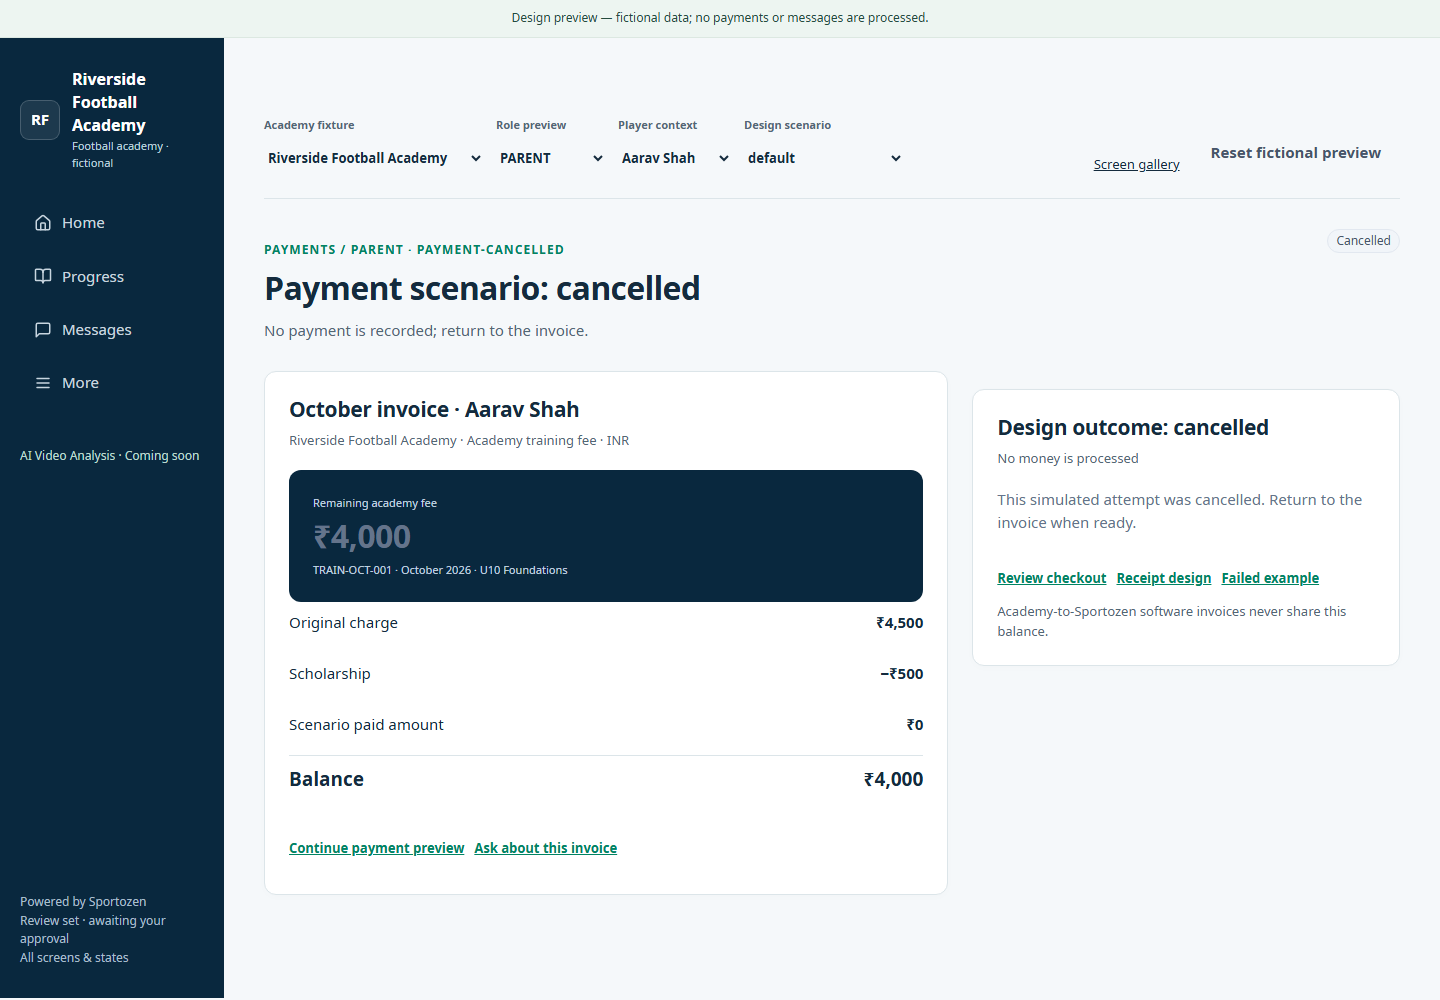 Design preview — fictional data; no payments or messages are processed.
RF
Riverside
Football
Academy
Football academy ·
fictional
Home
Progress
Messages
More
AI Video Analysis · Coming soon
Powered by Sportozen
Review set · awaiting your
approval
All screens & states
Academy fixture
Riverside Football Academy
Role preview
PARENT
Player context
Aarav Shah
Design scenario
default
Screen gallery
Reset fictional preview
PAYMENTS / PARENT · PAYMENT-CANCELLED
Cancelled
Payment scenario: cancelled
No payment is recorded; return to the invoice.
October invoice · Aarav Shah
Riverside Football Academy · Academy training fee · INR
Remaining academy fee
₹4,000
TRAIN-OCT-001 · October 2026 · U10 Foundations
Original charge ₹4,500
Scholarship −₹500
Scenario paid amount ₹0
Balance ₹4,000
Continue payment preview Ask about this invoice
Design outcome: cancelled
No money is processed
This simulated attempt was cancelled. Return to the
invoice when ready.
Review checkout Receipt design Failed example
Academy-to-Sportozen software invoices never share this
balance.